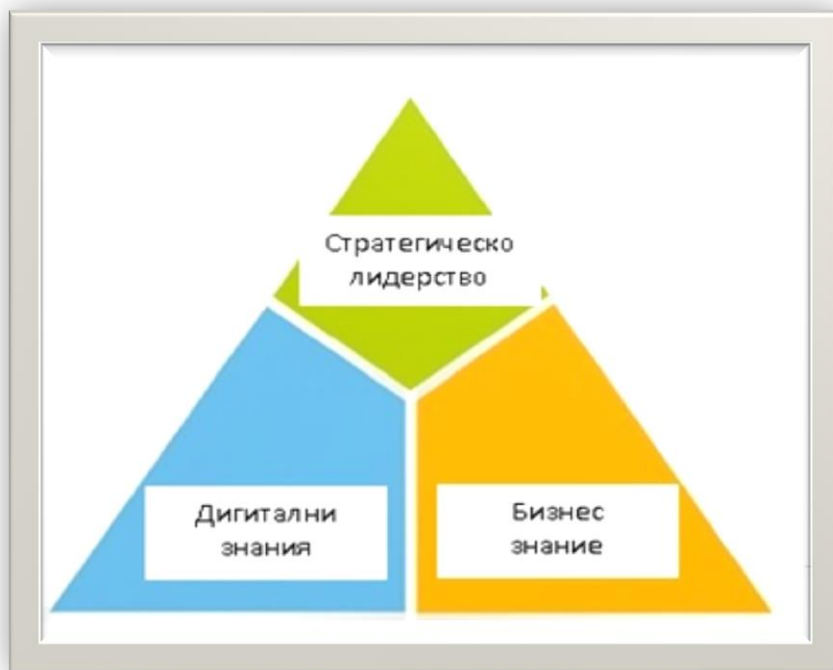 Стратегическо
лидерство
Дигитални
знания
Бизнес
знание